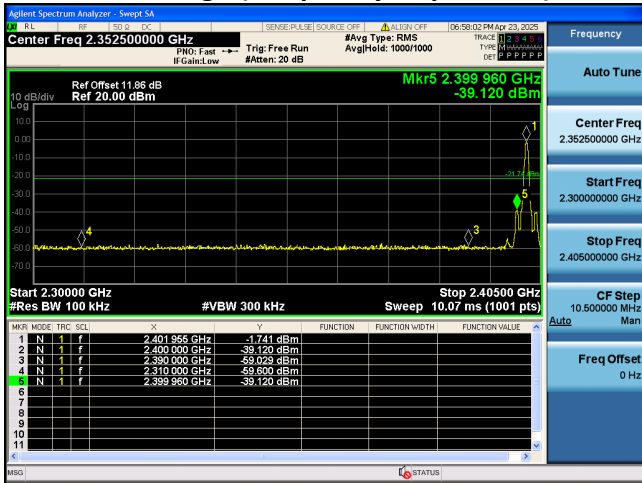 Agilent Spectrum Analyzer - Swept SA
RL RF 50 Ω DC SENSE:PULSE SOURCE OFF ALIGN OFF 06:58:02 PM Apr 23, 2025
Center Freq 2.352500000 GHz
PNO: Fast
IFGain:Low
Trig: Free Run
#Atten: 20 dB
#Avg Type: RMS
Avg|Hold: 1000/1000
TRACE 1 2 3 4 5 6
TYPE M
DET P P P P P P
Mkr5 2.399 960 GHz
-39.120 dBm
Ref Offset 11.86 dB
10 dB/div Ref 20.00 dBm
Log
10.0
0.00
-10.0
-20.0
-30.0
-40.0
-50.0
-60.0
-70.0
1
5
4
3
Start 2.30000 GHz Stop 2.40500 GHz
#Res BW 100 kHz #VBW 300 kHz Sweep 10.07 ms (1001 pts)
MKR MODE TRC SCL X Y FUNCTION FUNCTION WIDTH FUNCTION VALUE
1 N 1 f 2.401 955 GHz -1.741 dBm
2 N 1 f 2.400 000 GHz -39.120 dBm
3 N 1 f 2.390 000 GHz -59.029 dBm
4 N 1 f 2.310 000 GHz -59.600 dBm
5 N 1 f 2.399 960 GHz -39.120 dBm
6
7
8
9
10
11
MSG STATUS
Frequency
Auto Tune
Center Freq
2.352500000 GHz
Start Freq
2.300000000 GHz
Stop Freq
2.405000000 GHz
CF Step
10.500000 MHz
Auto Man
Freq Offset
0 Hz